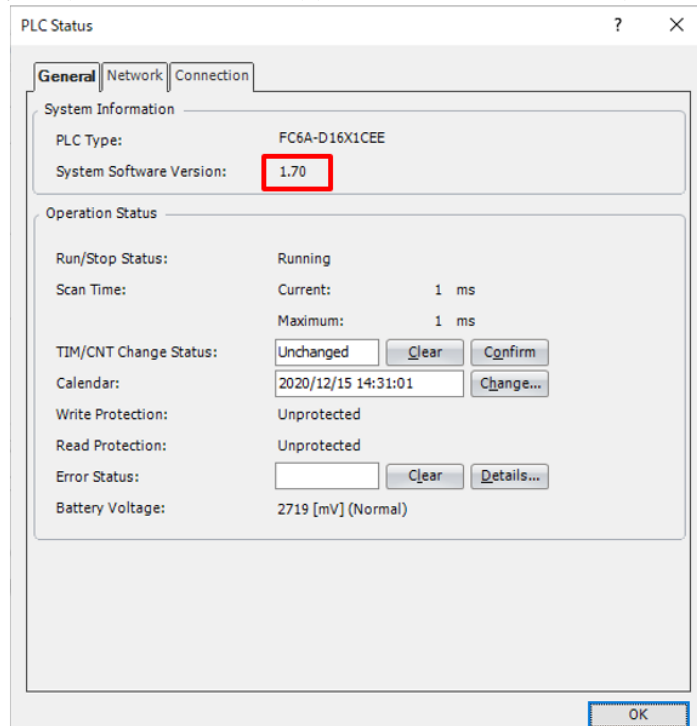 PLC Status ? ×
General Network Connection
System Information
PLC Type: FC6A-D16X1CEE
System Software Version: 1.70
Operation Status
Run/Stop Status: Running
Scan Time: Current: 1 ms
Maximum: 1 ms
TIM/CNT Change Status: Unchanged Clear Confirm
Calendar: 2020/12/15 14:31:01 Change...
Write Protection: Unprotected
Read Protection: Unprotected
Error Status: Clear Details...
Battery Voltage: 2719 [mV] (Normal)
OK